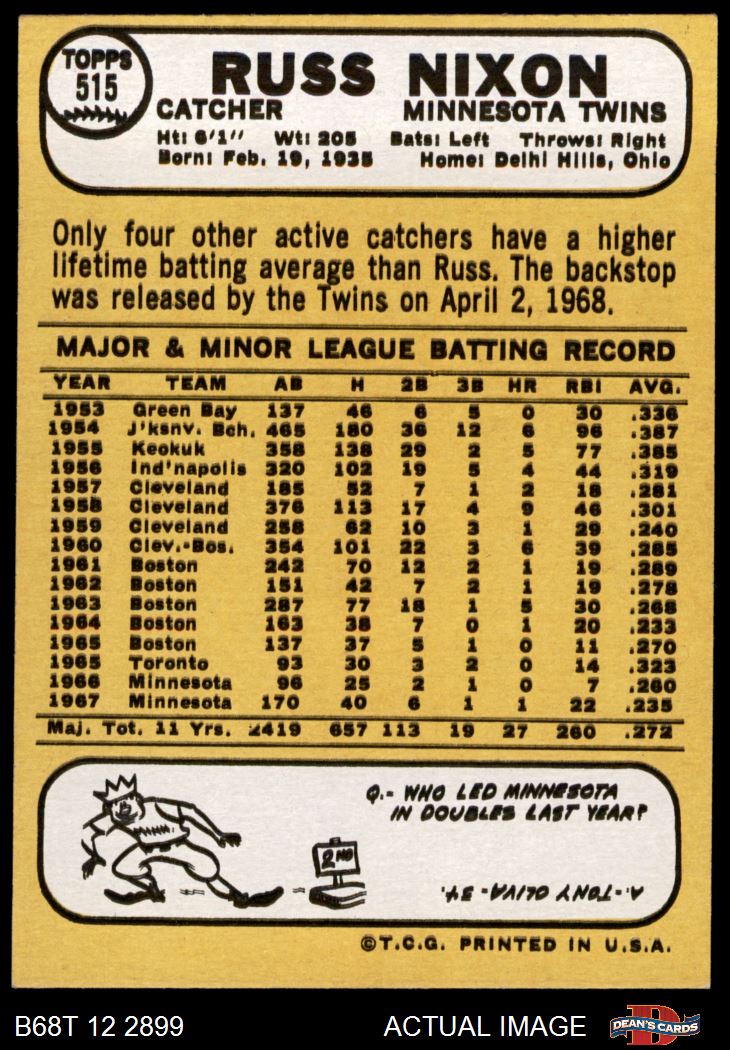 TOPPS
515
RUSS NIXON
CATCHER MINNESOTA TWINS
Ht: 6'1" Wt: 205 Bats: Left Throws: Right
Born: Feb. 19, 1935 Home: Delhi Hills, Ohio
Only four other active catchers have a higher
lifetime batting average than Russ. The backstop
was released by the Twins on April 2, 1968.
MAJOR & MINOR LEAGUE BATTING RECORD
YEAR TEAM AB H 2B 3B HR RBI AVG.
1953 Green Bay 137 46 6 5 0 30 .336
1954 J'ksnv. Bch. 465 180 36 12 6 96 .387
1955 Keokuk 358 138 29 2 5 77 .385
1956 Ind'napolis 320 102 19 5 4 44 .319
1957 Cleveland 185 52 7 1 2 18 .281
1958 Cleveland 376 113 17 4 9 46 .301
1959 Cleveland 258 62 10 3 1 29 .240
1960 Clev.-Bos. 354 101 22 3 6 39 .285
1961 Boston 242 70 12 2 1 19 .289
1962 Boston 151 42 7 2 1 19 .278
1963 Boston 287 77 18 1 5 30 .268
1964 Boston 163 38 7 0 1 20 .233
1965 Boston 137 37 5 1 0 11 .270
1965 Toronto 93 30 3 2 0 14 .323
1966 Minnesota 96 25 2 1 0 7 .260
1967 Minnesota 170 40 6 1 1 22 .235
Maj. Tot. 11 Yrs. 2419 657 113 19 27 260 .272
Q.- WHO LED MINNESOTA
IN DOUBLES LAST YEAR?
2ND
A.-TONY OLIVA - 34.
©T.C.G. PRINTED IN U.S.A.
B68T 12 2899 ACTUAL IMAGE D DEAN'S CARDS